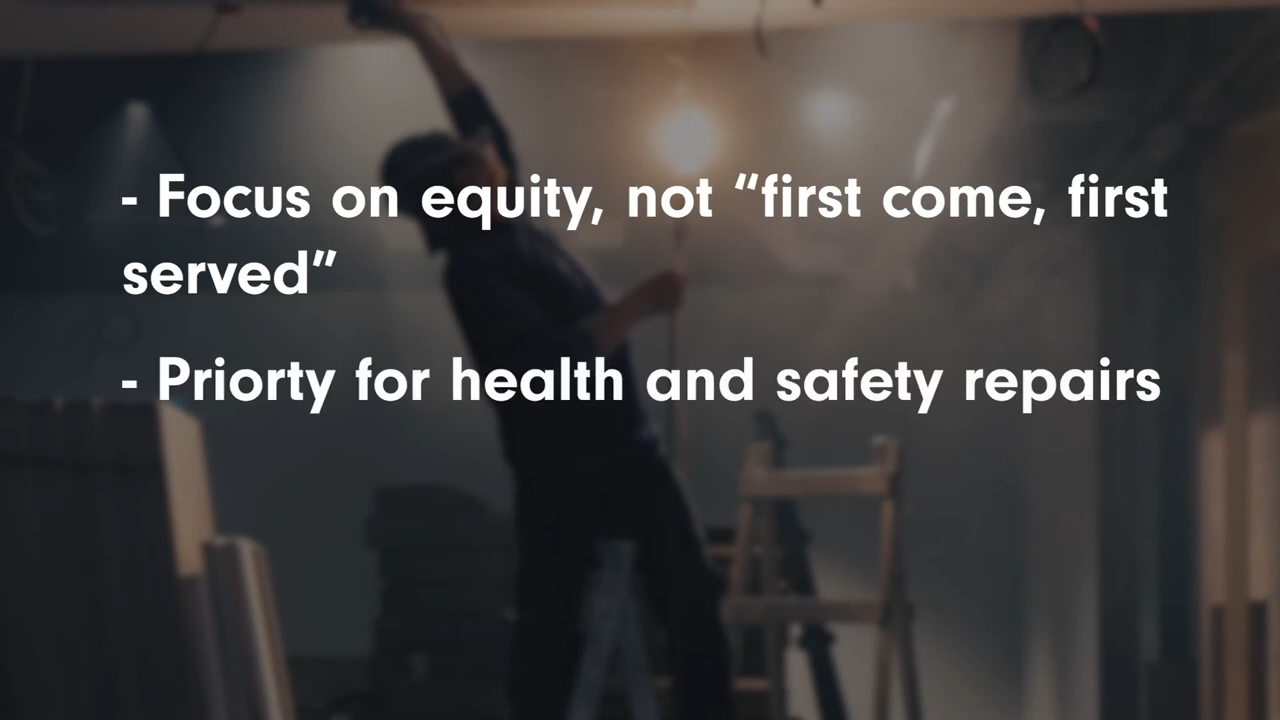 - Focus on equity, not “first come, first
served”
- Priorty for health and safety repairs